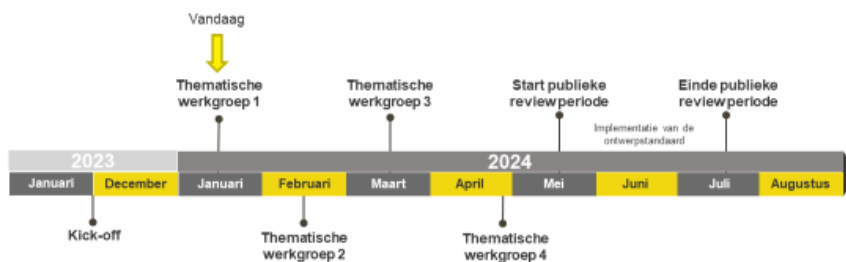 Vandaag
Thematische
werkgroep 1
Thematische
werkgroep 3
Start publieke
review periode
Einde publieke
review periode
Implementatie van de
ontwerpstandaard
2023
2024
Januari
December
Januari
Februari
Maart
April
Mei
Juni
Juli
Augustus
Kick-off
Thematische
werkgroep 2
Thematische
werkgroep 4